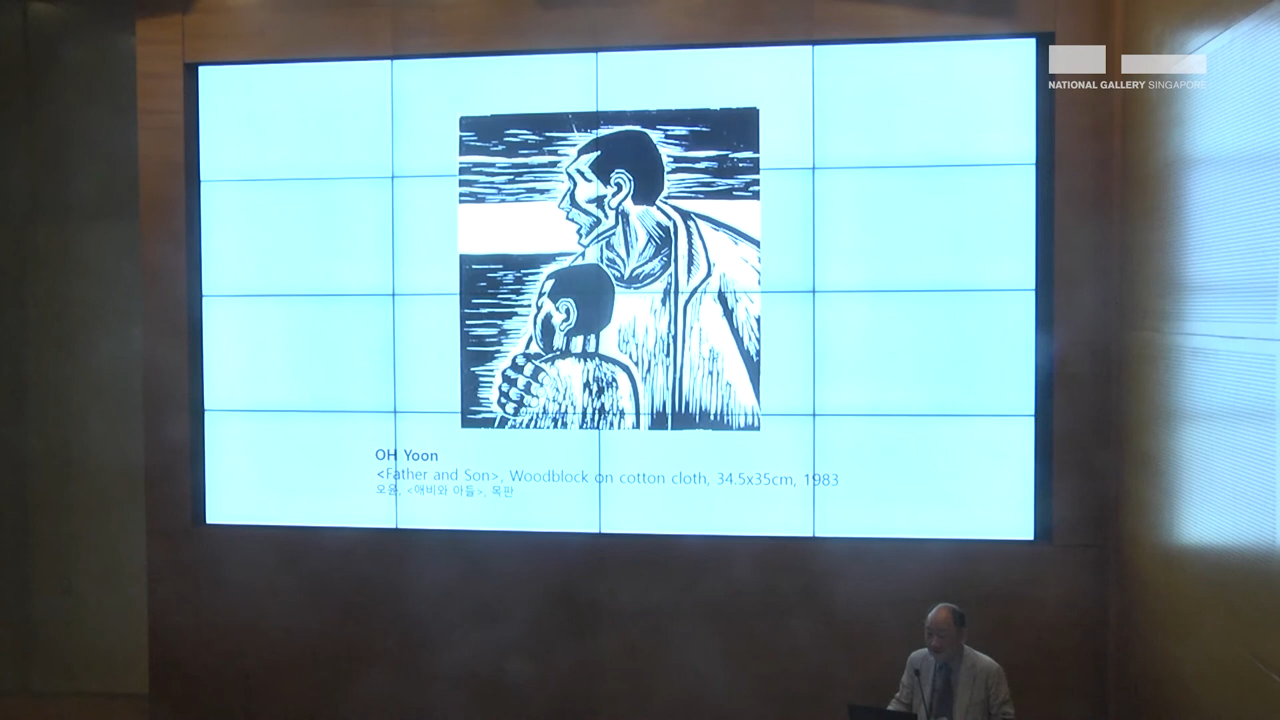 NATIONAL GALLERY SINGAPORE
OH Yoon
<Father and Son>, Woodblock on cotton cloth, 34.5x35cm, 1983
오윤, <애비와 아들>, 목판